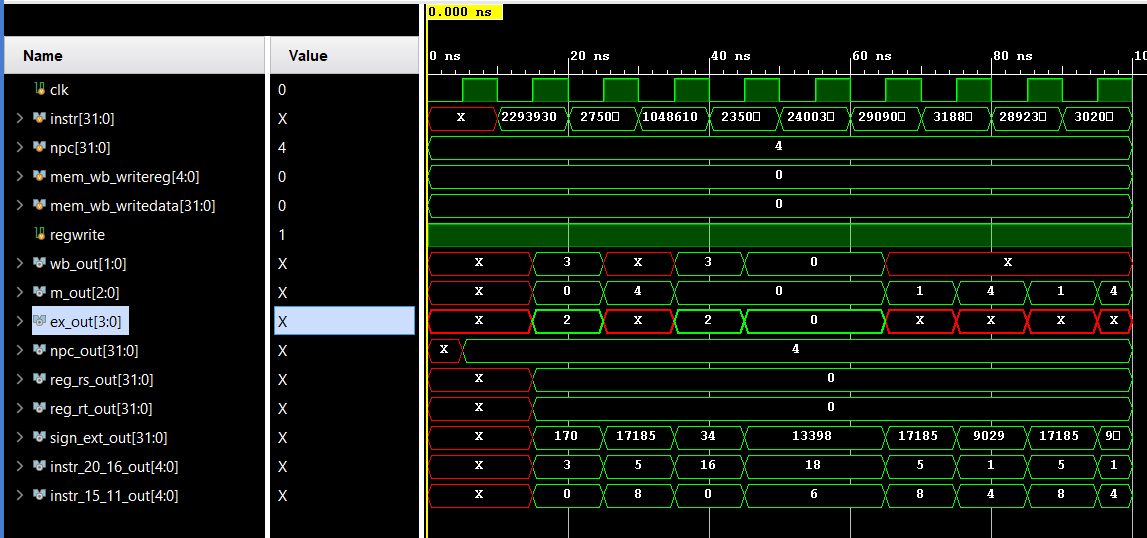 0.000 ns
Name Value
0 ns 20 ns 40 ns 60 ns 80 ns 10
clk 0
instr[31:0] X X 2293930 2750 1048610 2350 24003 29090 3188 28923 3020
npc[31:0] 4 4
mem_wb_writereg[4:0] 0 0
mem_wb_writedata[31:0] 0 0
regwrite 1
wb_out[1:0] X X 3 X 3 0 X
m_out[2:0] X X 0 4 0 1 4 1 4
ex_out[3:0] X X 2 X 2 0 X X X X
npc_out[31:0] X X 4
reg_rs_out[31:0] X X 0
reg_rt_out[31:0] X X 0
sign_ext_out[31:0] X X 170 17185 34 13398 17185 9029 17185 9
instr_20_16_out[4:0] X X 3 5 16 18 5 1 5 1
instr_15_11_out[4:0] X X 0 8 0 6 8 4 8 4